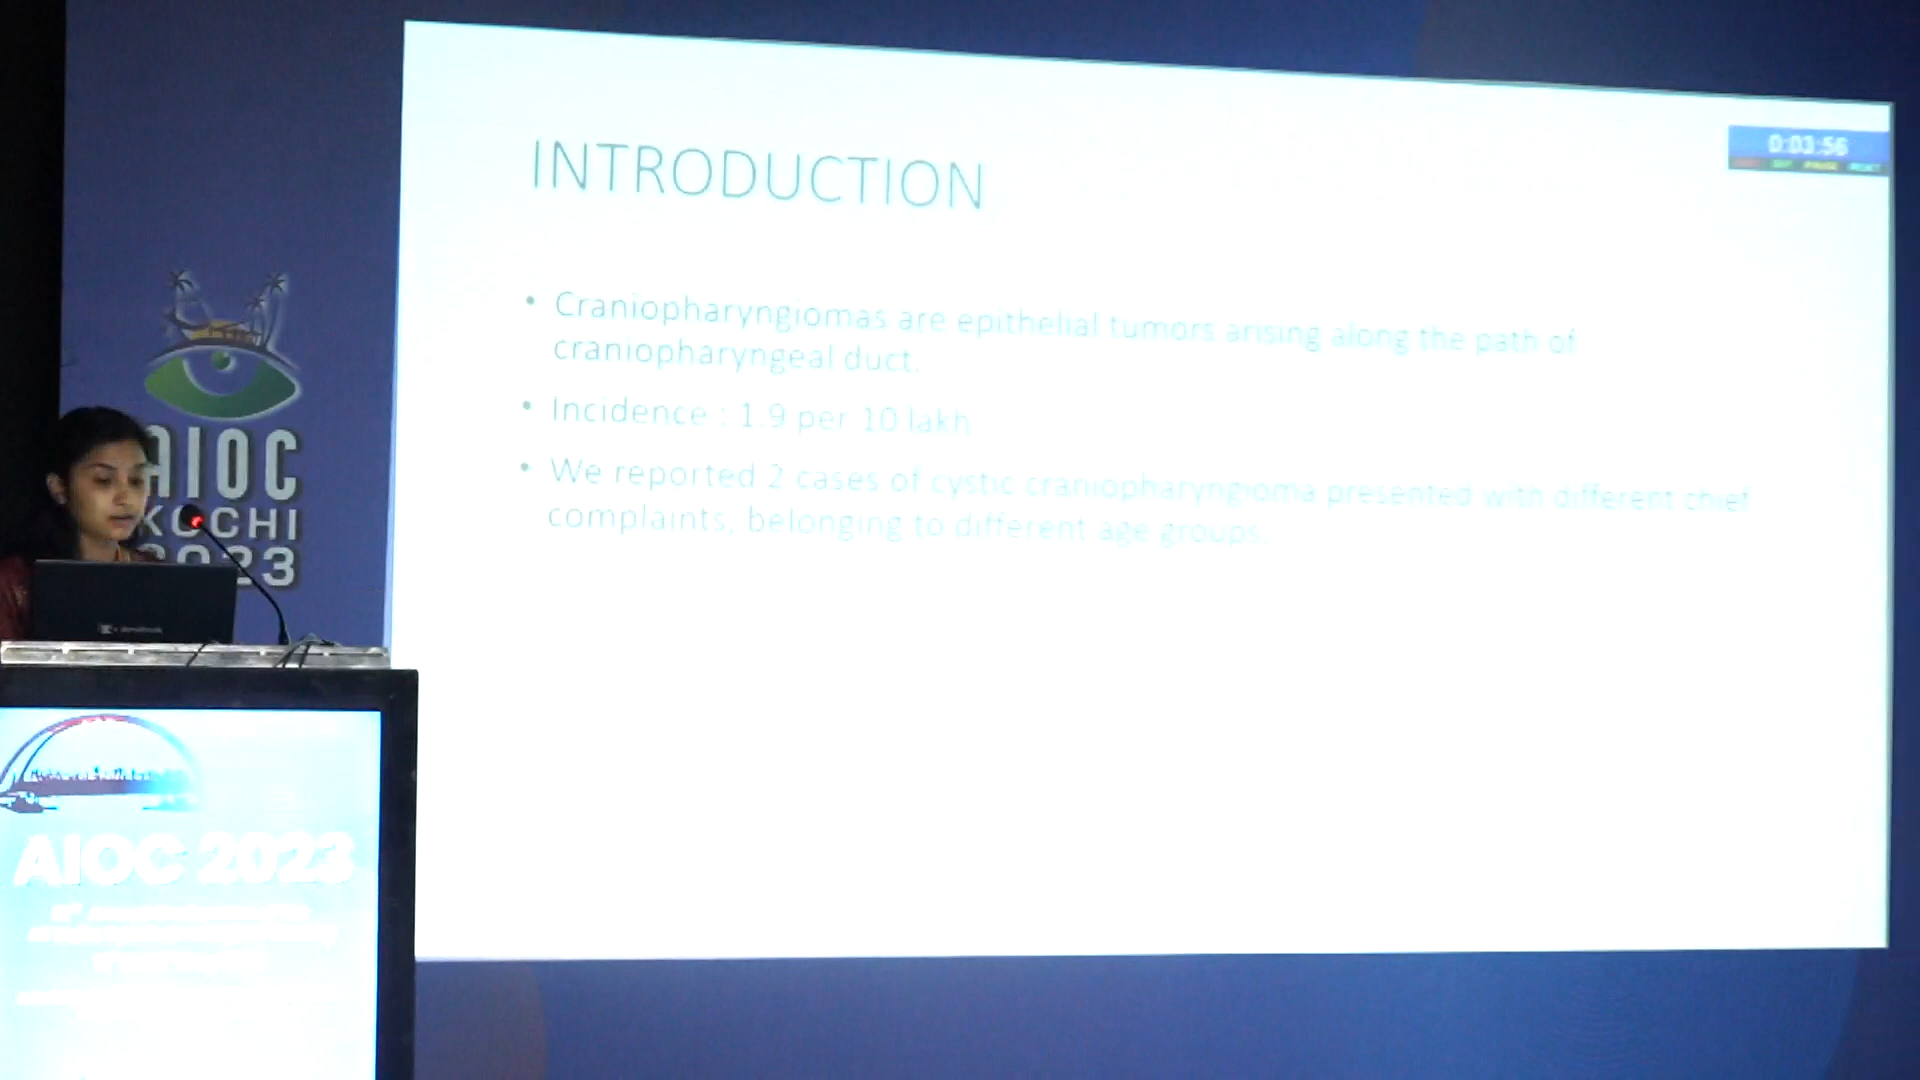 INTRODUCTION
0:03:56
• Craniopharyngiomas are epithelial tumors arising along the path of
craniopharyngeal duct.
• Incidence : 1.9 per 10 lakh
• We reported 2 cases of cystic craniopharyngioma presented with different chief
complaints, belonging to different age groups.
AIOC
KOCHI
2023
AIOC 2023